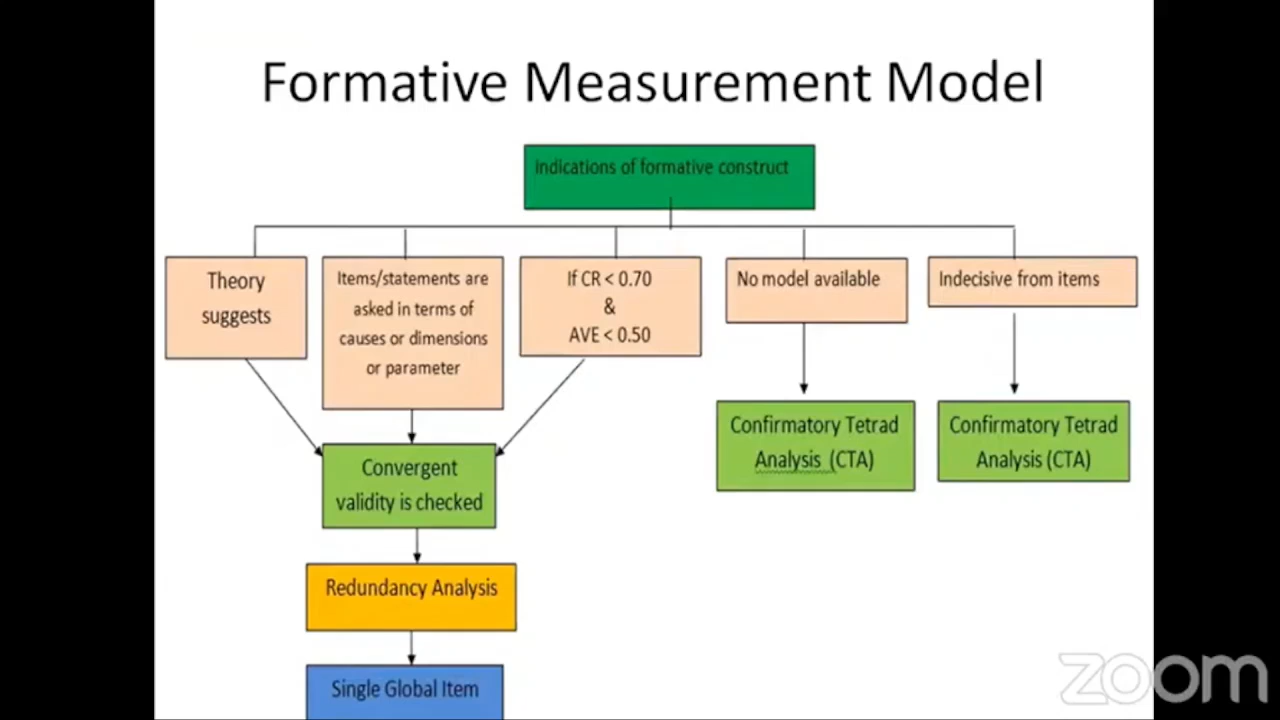 Formative Measurement Model
Indications of formative construct
Theory
suggests
Items/statements are
asked in terms of
causes or dimensions
or parameter
If CR < 0.70
&
AVE < 0.50
No model available
Indecisive from items
Convergent
validity is checked
Confirmatory Tetrad
Analysis (CTA)
Confirmatory Tetrad
Analysis (CTA)
Redundancy Analysis
Single Global Item
zoom